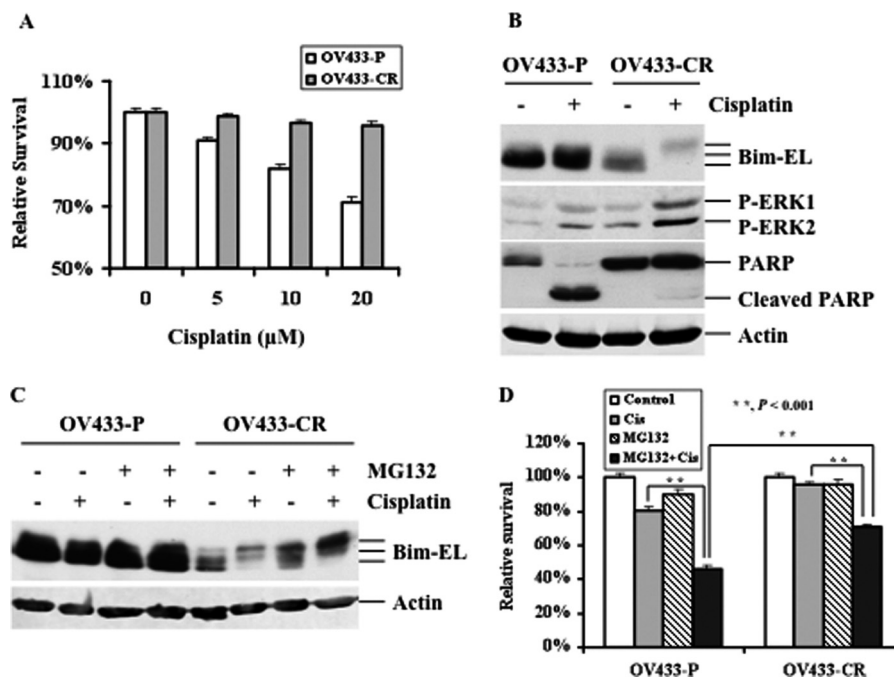 A
OV433-P
OV433-CR
110%
90%
70%
50%
Relative Survival
0 5 10 20
Cisplatin (μM)
B
OV433-P OV433-CR
- + - + Cisplatin
Bim-EL
P-ERK1
P-ERK2
PARP
Cleaved PARP
Actin
C
OV433-P OV433-CR
- - + + - - + + MG132
- + - + - + - + Cisplatin
Bim-EL
Actin
D
Control
Cis
MG132
MG132+Cis
**, P < 0.001
**
** **
120%
100%
80%
60%
40%
20%
0%
Relative survival
OV433-P OV433-CR